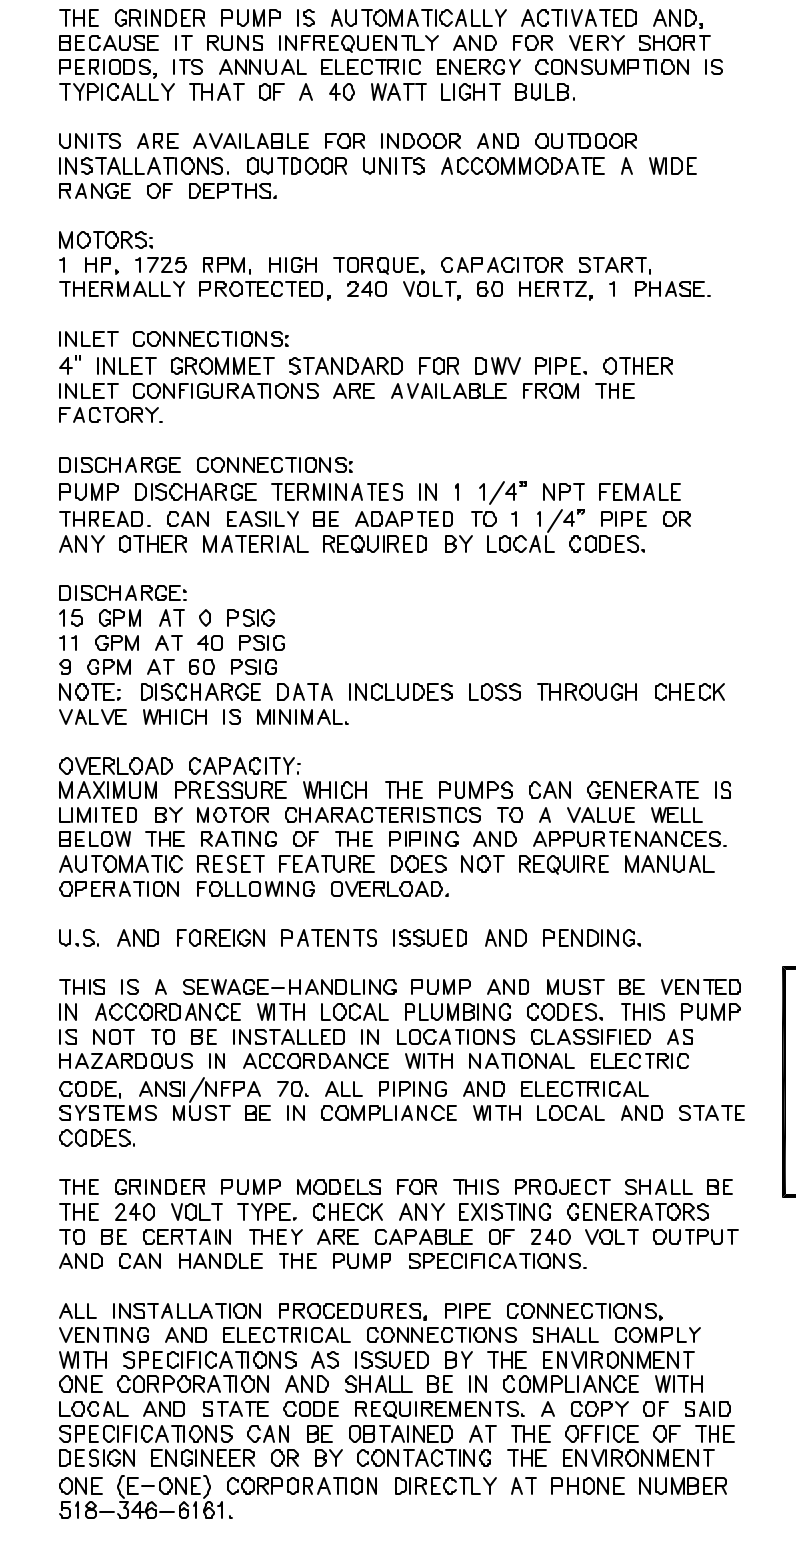 THE GRINDER PUMP IS AUTOMATICALLY ACTIVATED AND,
BECAUSE IT RUNS INFREQUENTLY AND FOR VERY SHORT
PERIODS, ITS ANNUAL ELECTRIC ENERGY CONSUMPTION IS
TYPICALLY THAT OF A 40 WATT LIGHT BULB.
UNITS ARE AVAILABLE FOR INDOOR AND OUTDOOR
INSTALLATIONS. OUTDOOR UNITS ACCOMMODATE A WIDE
RANGE OF DEPTHS.
MOTORS:
1 HP, 1725 RPM, HIGH TORQUE, CAPACITOR START,
THERMALLY PROTECTED, 240 VOLT, 60 HERTZ, 1 PHASE.
INLET CONNECTIONS:
4" INLET GROMMET STANDARD FOR DWV PIPE. OTHER
INLET CONFIGURATIONS ARE AVAILABLE FROM THE
FACTORY.
DISCHARGE CONNECTIONS:
PUMP DISCHARGE TERMINATES IN 1 1/4" NPT FEMALE
THREAD. CAN EASILY BE ADAPTED TO 1 1/4" PIPE OR
ANY OTHER MATERIAL REQUIRED BY LOCAL CODES.
DISCHARGE:
15 GPM AT 0 PSIG
11 GPM AT 40 PSIG
9 GPM AT 60 PSIG
NOTE: DISCHARGE DATA INCLUDES LOSS THROUGH CHECK
VALVE WHICH IS MINIMAL.
OVERLOAD CAPACITY:
MAXIMUM PRESSURE WHICH THE PUMPS CAN GENERATE IS
LIMITED BY MOTOR CHARACTERISTICS TO A VALUE WELL
BELOW THE RATING OF THE PIPING AND APPURTENANCES.
AUTOMATIC RESET FEATURE DOES NOT REQUIRE MANUAL
OPERATION FOLLOWING OVERLOAD.
U.S. AND FOREIGN PATENTS ISSUED AND PENDING.
THIS IS A SEWAGE-HANDLING PUMP AND MUST BE VENTED
IN ACCORDANCE WITH LOCAL PLUMBING CODES. THIS PUMP
IS NOT TO BE INSTALLED IN LOCATIONS CLASSIFIED AS
HAZARDOUS IN ACCORDANCE WITH NATIONAL ELECTRIC
CODE, ANSI/NFPA 70. ALL PIPING AND ELECTRICAL
SYSTEMS MUST BE IN COMPLIANCE WITH LOCAL AND STATE
CODES.
THE GRINDER PUMP MODELS FOR THIS PROJECT SHALL BE
THE 240 VOLT TYPE. CHECK ANY EXISTING GENERATORS
TO BE CERTAIN THEY ARE CAPABLE OF 240 VOLT OUTPUT
AND CAN HANDLE THE PUMP SPECIFICATIONS.
ALL INSTALLATION PROCEDURES, PIPE CONNECTIONS,
VENTING AND ELECTRICAL CONNECTIONS SHALL COMPLY
WITH SPECIFICATIONS AS ISSUED BY THE ENVIRONMENT
ONE CORPORATION AND SHALL BE IN COMPLIANCE WITH
LOCAL AND STATE CODE REQUIREMENTS. A COPY OF SAID
SPECIFICATIONS CAN BE OBTAINED AT THE OFFICE OF THE
DESIGN ENGINEER OR BY CONTACTING THE ENVIRONMENT
ONE (E-ONE) CORPORATION DIRECTLY AT PHONE NUMBER
518-346-6161.